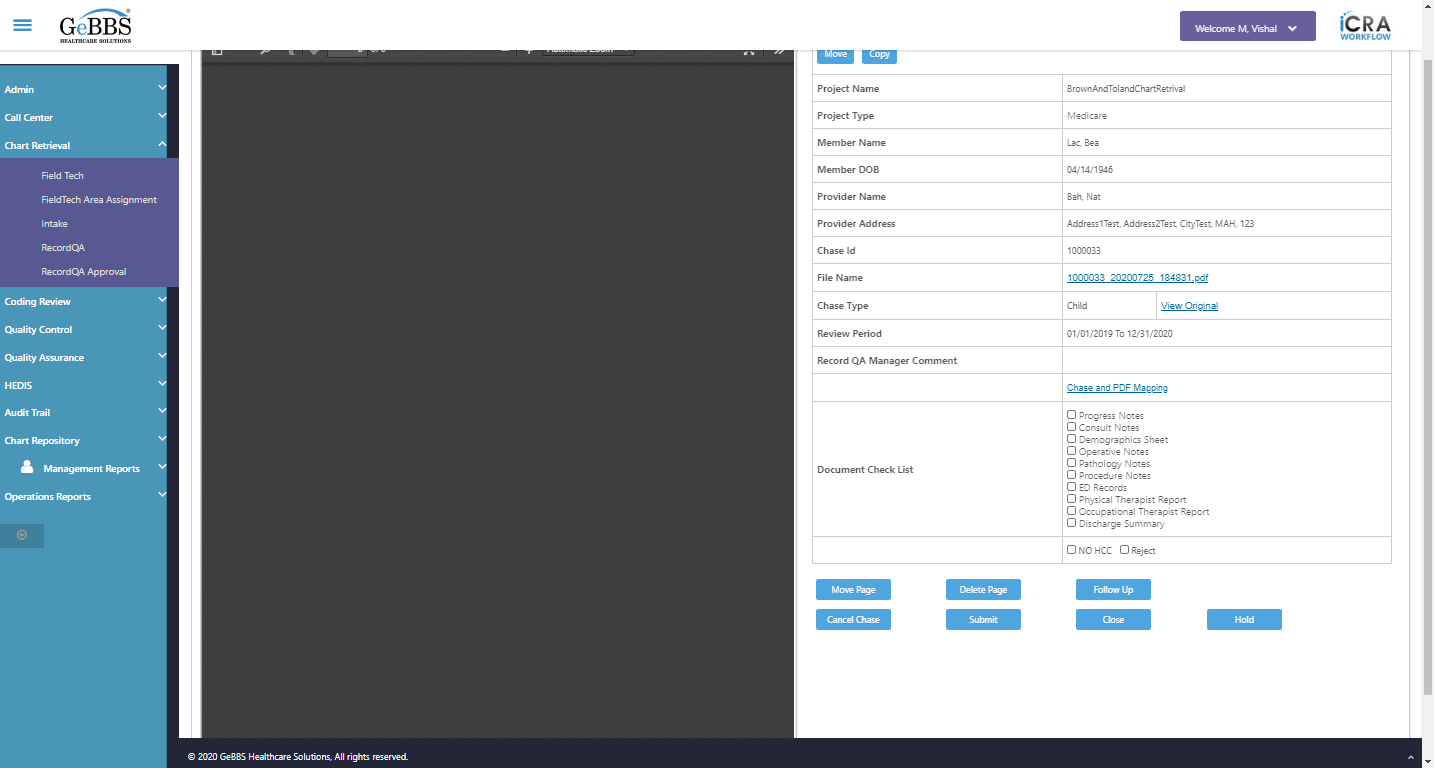 GeBBS
HEALTHCARE SOLUTIONS
Welcome M, Vishal
iCRA
WORKFLOW
Admin
Call Center
Chart Retrieval
Field Tech
FieldTech Area Assignment
Intake
RecordQA
RecordQA Approval
Coding Review
Quality Control
Quality Assurance
HEDIS
Audit Trail
Chart Repository
Management Reports
Operations Reports
Automatic Zoom
Move Copy
Project Name BrownAndTolandChartRetrival
Project Type Medicare
Member Name Lac, Bea
Member DOB 04/14/1946
Provider Name Bah, Nat
Provider Address Address1Test, Address2Test, CityTest, MAH, 123
Chase Id 1000033
File Name 1000033_20200725_184831.pdf
Chase Type Child View Original
Review Period 01/01/2019 To 12/31/2020
Record QA Manager Comment
Chase and PDF Mapping
Document Check List
Progress Notes
Consult Notes
Demographics Sheet
Operative Notes
Pathology Notes
Procedure Notes
ED Records
Physical Therapist Report
Occupational Therapist Report
Discharge Summary
NO HCC Reject
Move Page Delete Page Follow Up
Cancel Chase Submit Close Hold
© 2020 GeBBS Healthcare Solutions, All rights reserved.